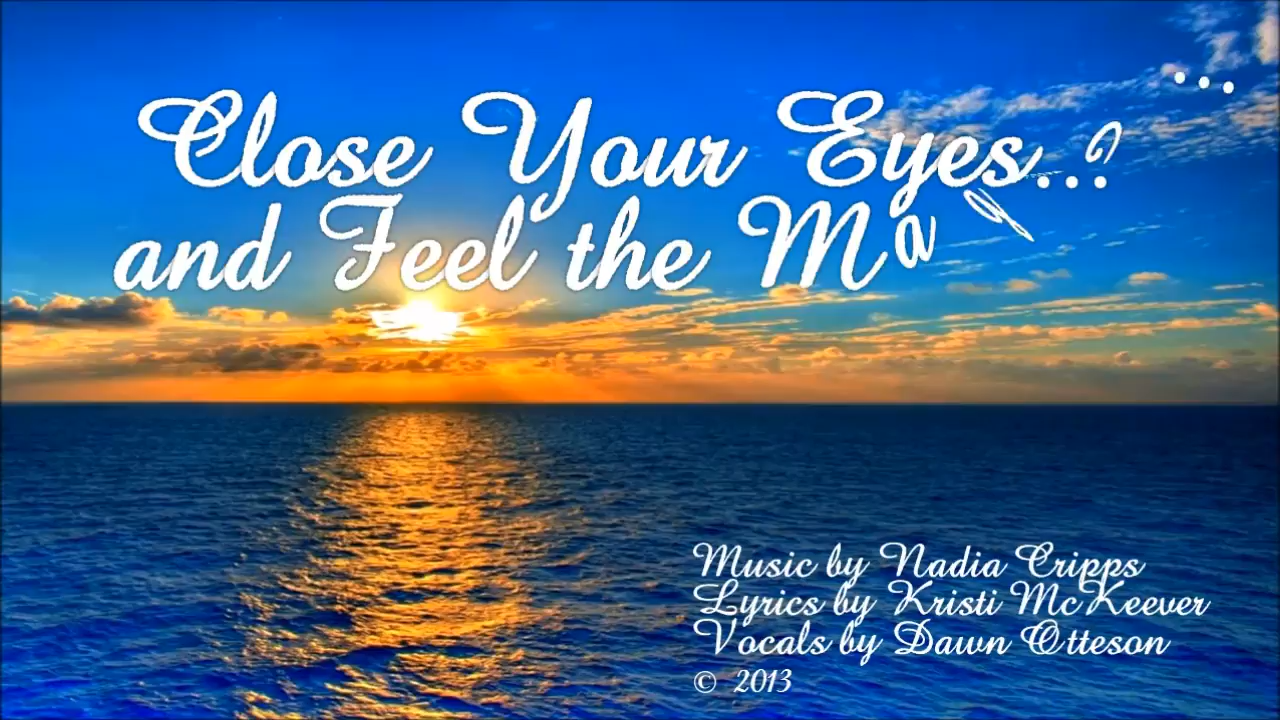 Close Your Eyes...
and Feel the Mag ...
Music by Nadia Cripps
Lyrics by Kristi McKeever
Vocals by Dawn Otteson
© 2013